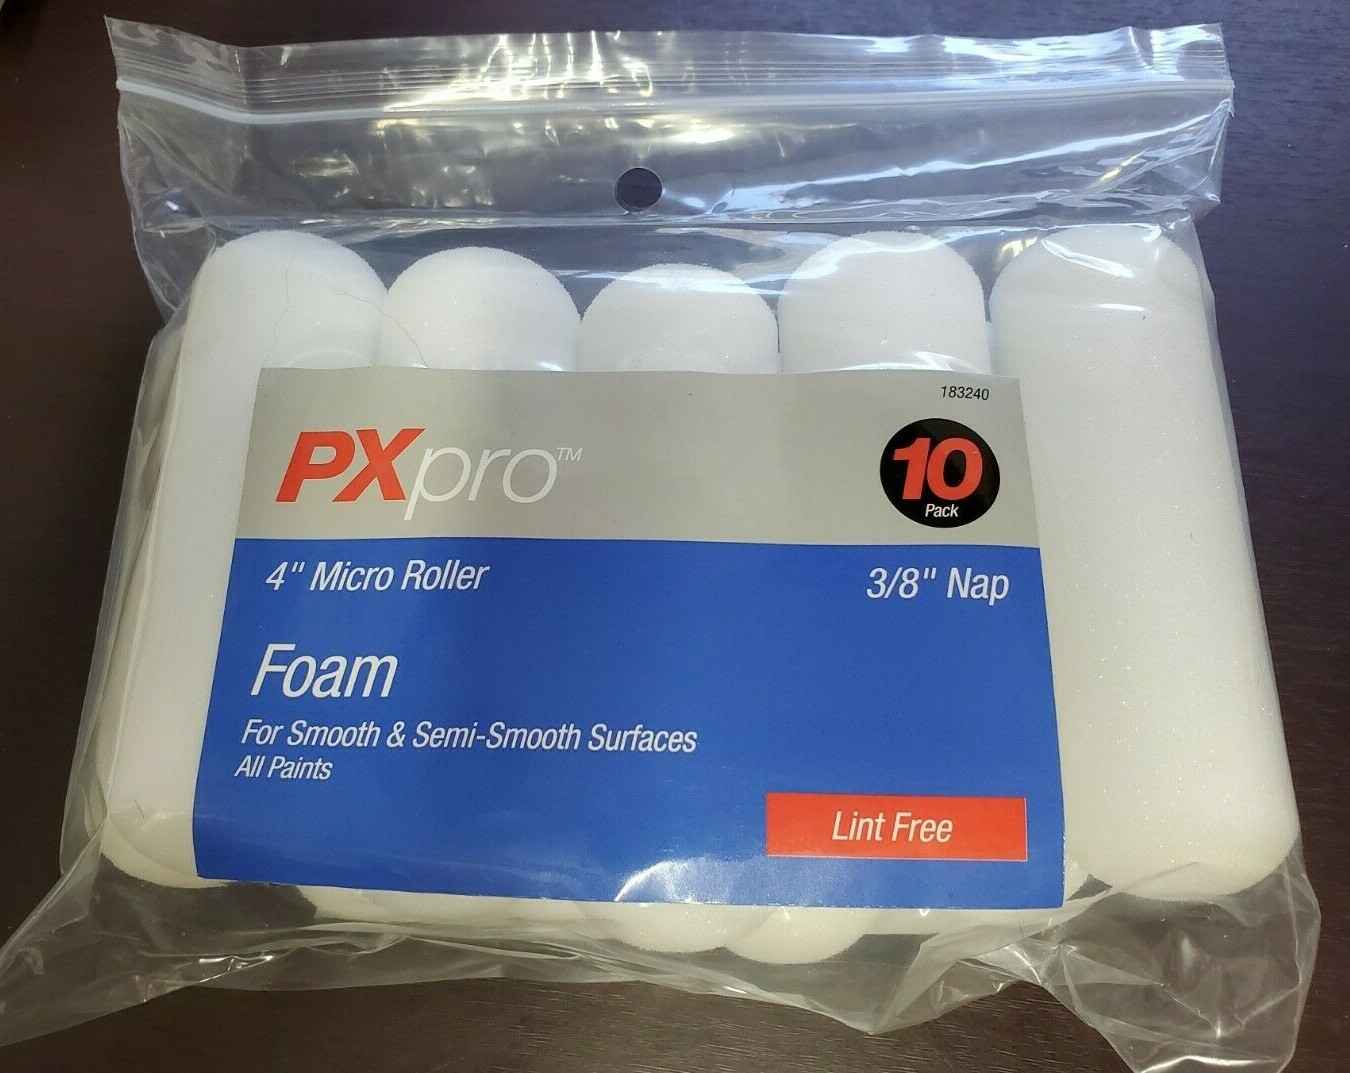 183240
PXpro™
10
Pack
4" Micro Roller
3/8" Nap
Foam
For Smooth & Semi-Smooth Surfaces
All Paints
Lint Free